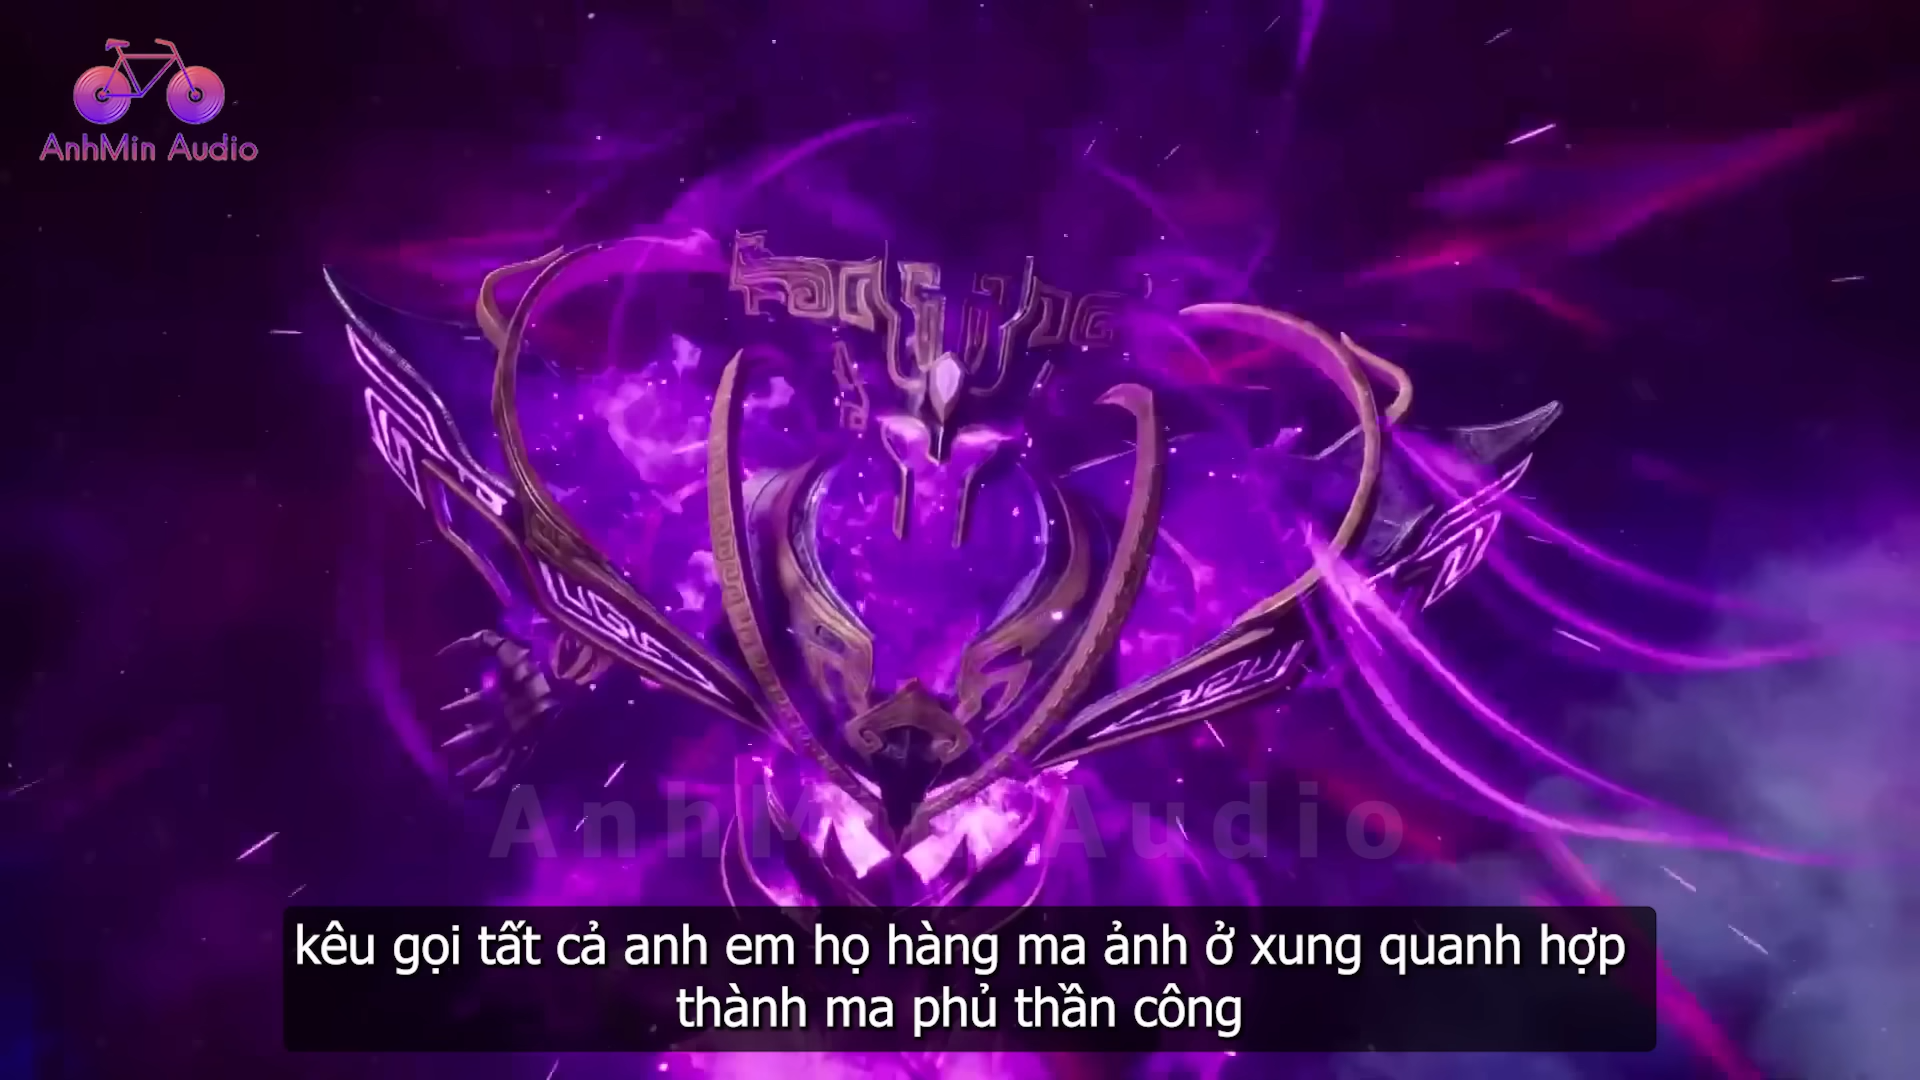 AnhMin Audio
AnhMin Audio
kêu gọi tất cả anh em họ hàng ma ảnh ở xung quanh hợp
thành ma phủ thần công